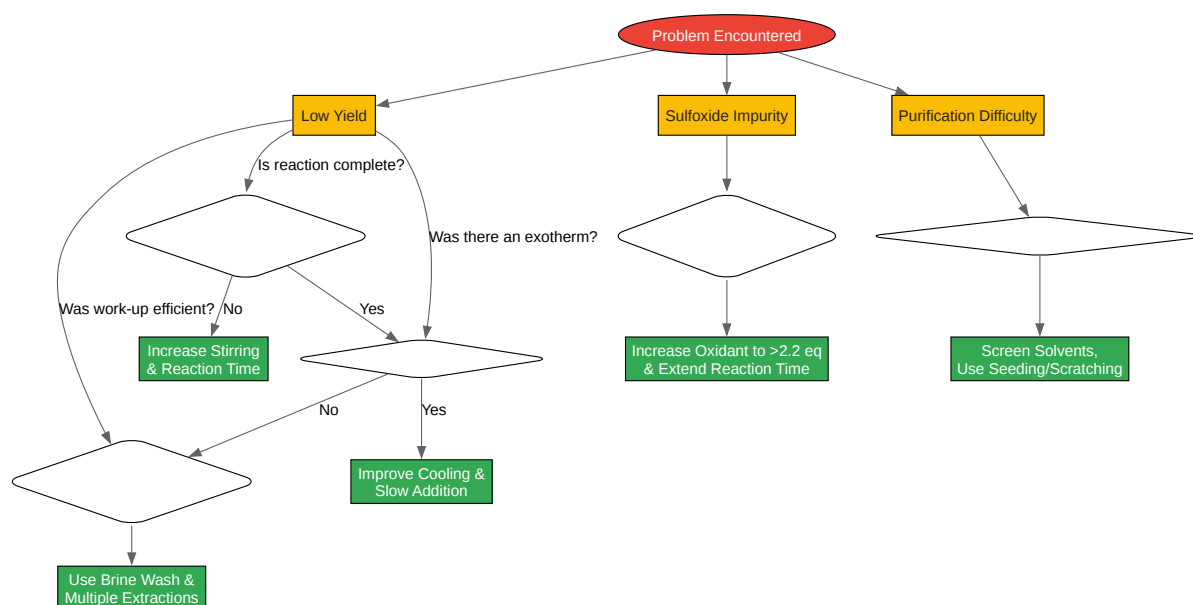 Problem Encountered
Low Yield
Sulfoxide Impurity
Purification Difficulty
Is reaction complete?
Was there an exotherm?
Was work-up efficient?
No
Yes
Increase Stirring
& Reaction Time
Increase Oxidant to >2.2 eq
& Extend Reaction Time
Screen Solvents,
Use Seeding/Scratching
No
Yes
Improve Cooling &
Slow Addition
Use Brine Wash &
Multiple Extractions